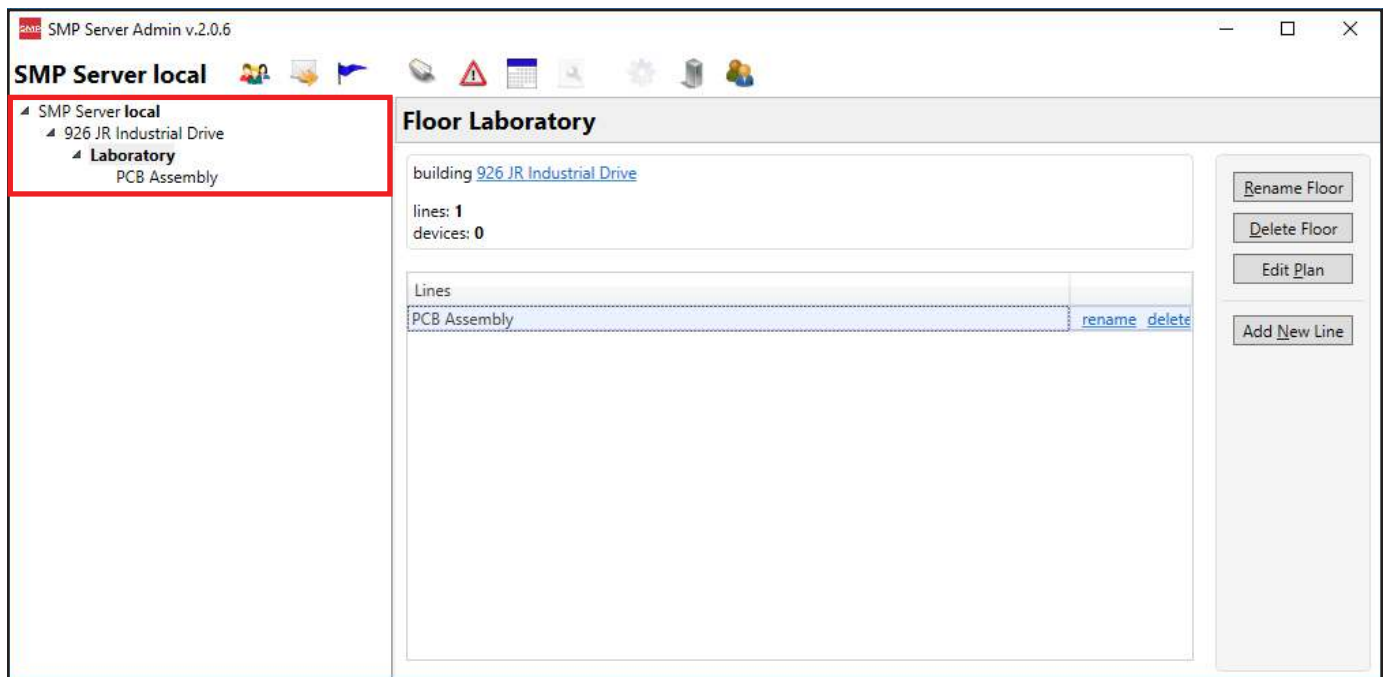 SMP SMP Server Admin v.2.0.6
SMP Server local
SMP Server local
926 JR Industrial Drive
Laboratory
PCB Assembly
Floor Laboratory
building 926 JR Industrial Drive
lines: 1
devices: 0
Rename Floor
Delete Floor
Edit Plan
Add New Line
Lines
PCB Assembly rename delete